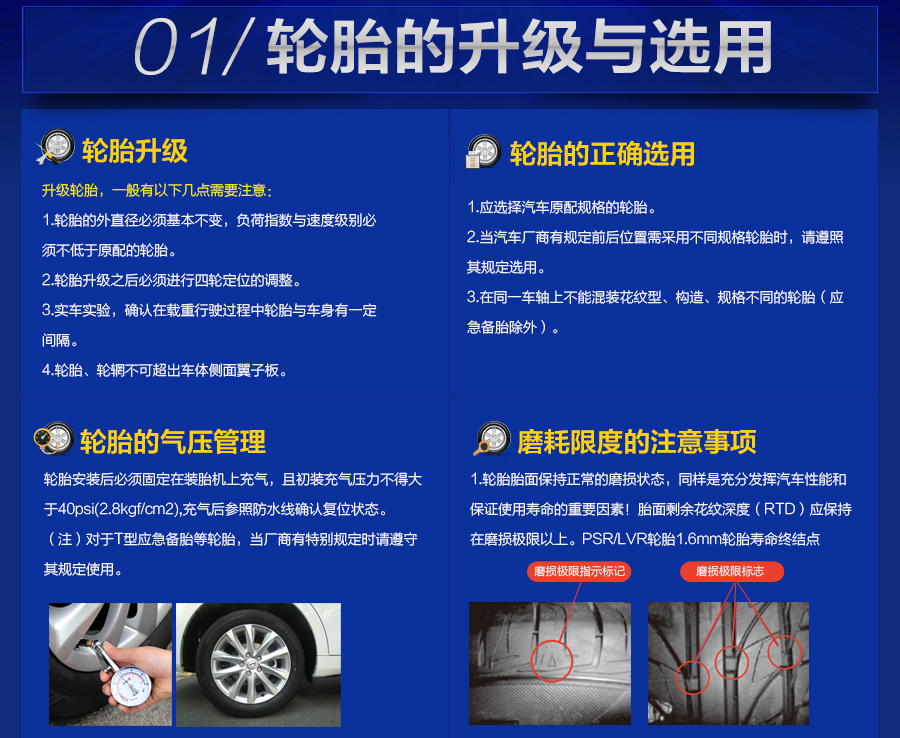 01/轮胎的升级与选用
轮胎升级
升级轮胎，一般有以下几点需要注意：
1.轮胎的外直径必须基本不变，负荷指数与速度级别必
须不低于原配的轮胎。
2.轮胎升级之后必须进行四轮定位的调整。
3.实车实验，确认在载重行驶过程中轮胎与车身有一定
间隔。
4.轮胎、轮辋不可超出车体侧面翼子板。
轮胎的正确选用
1.应选择汽车原配规格的轮胎。
2.当汽车厂商有规定前后位置需采用不同规格轮胎时，请遵照
其规定选用。
3.在同一车轴上不能混装花纹型、构造、规格不同的轮胎（应
急备胎除外）。
轮胎的气压管理
轮胎安装后必须固定在装胎机上充气，且初装充气压力不得大
于40psi(2.8kgf/cm2),充气后参照防水线确认复位状态。
（注）对于T型应急备胎等轮胎，当厂商有特别规定时请遵守
其规定使用。
磨耗限度的注意事项
1.轮胎胎面保持正常的磨损状态，同样是充分发挥汽车性能和
保证使用寿命的重要因素！胎面剩余花纹深度（RTD）应保持
在磨损极限以上。PSR/LVR轮胎1.6mm轮胎寿命终结点
磨损极限指示标记
磨损极限标志